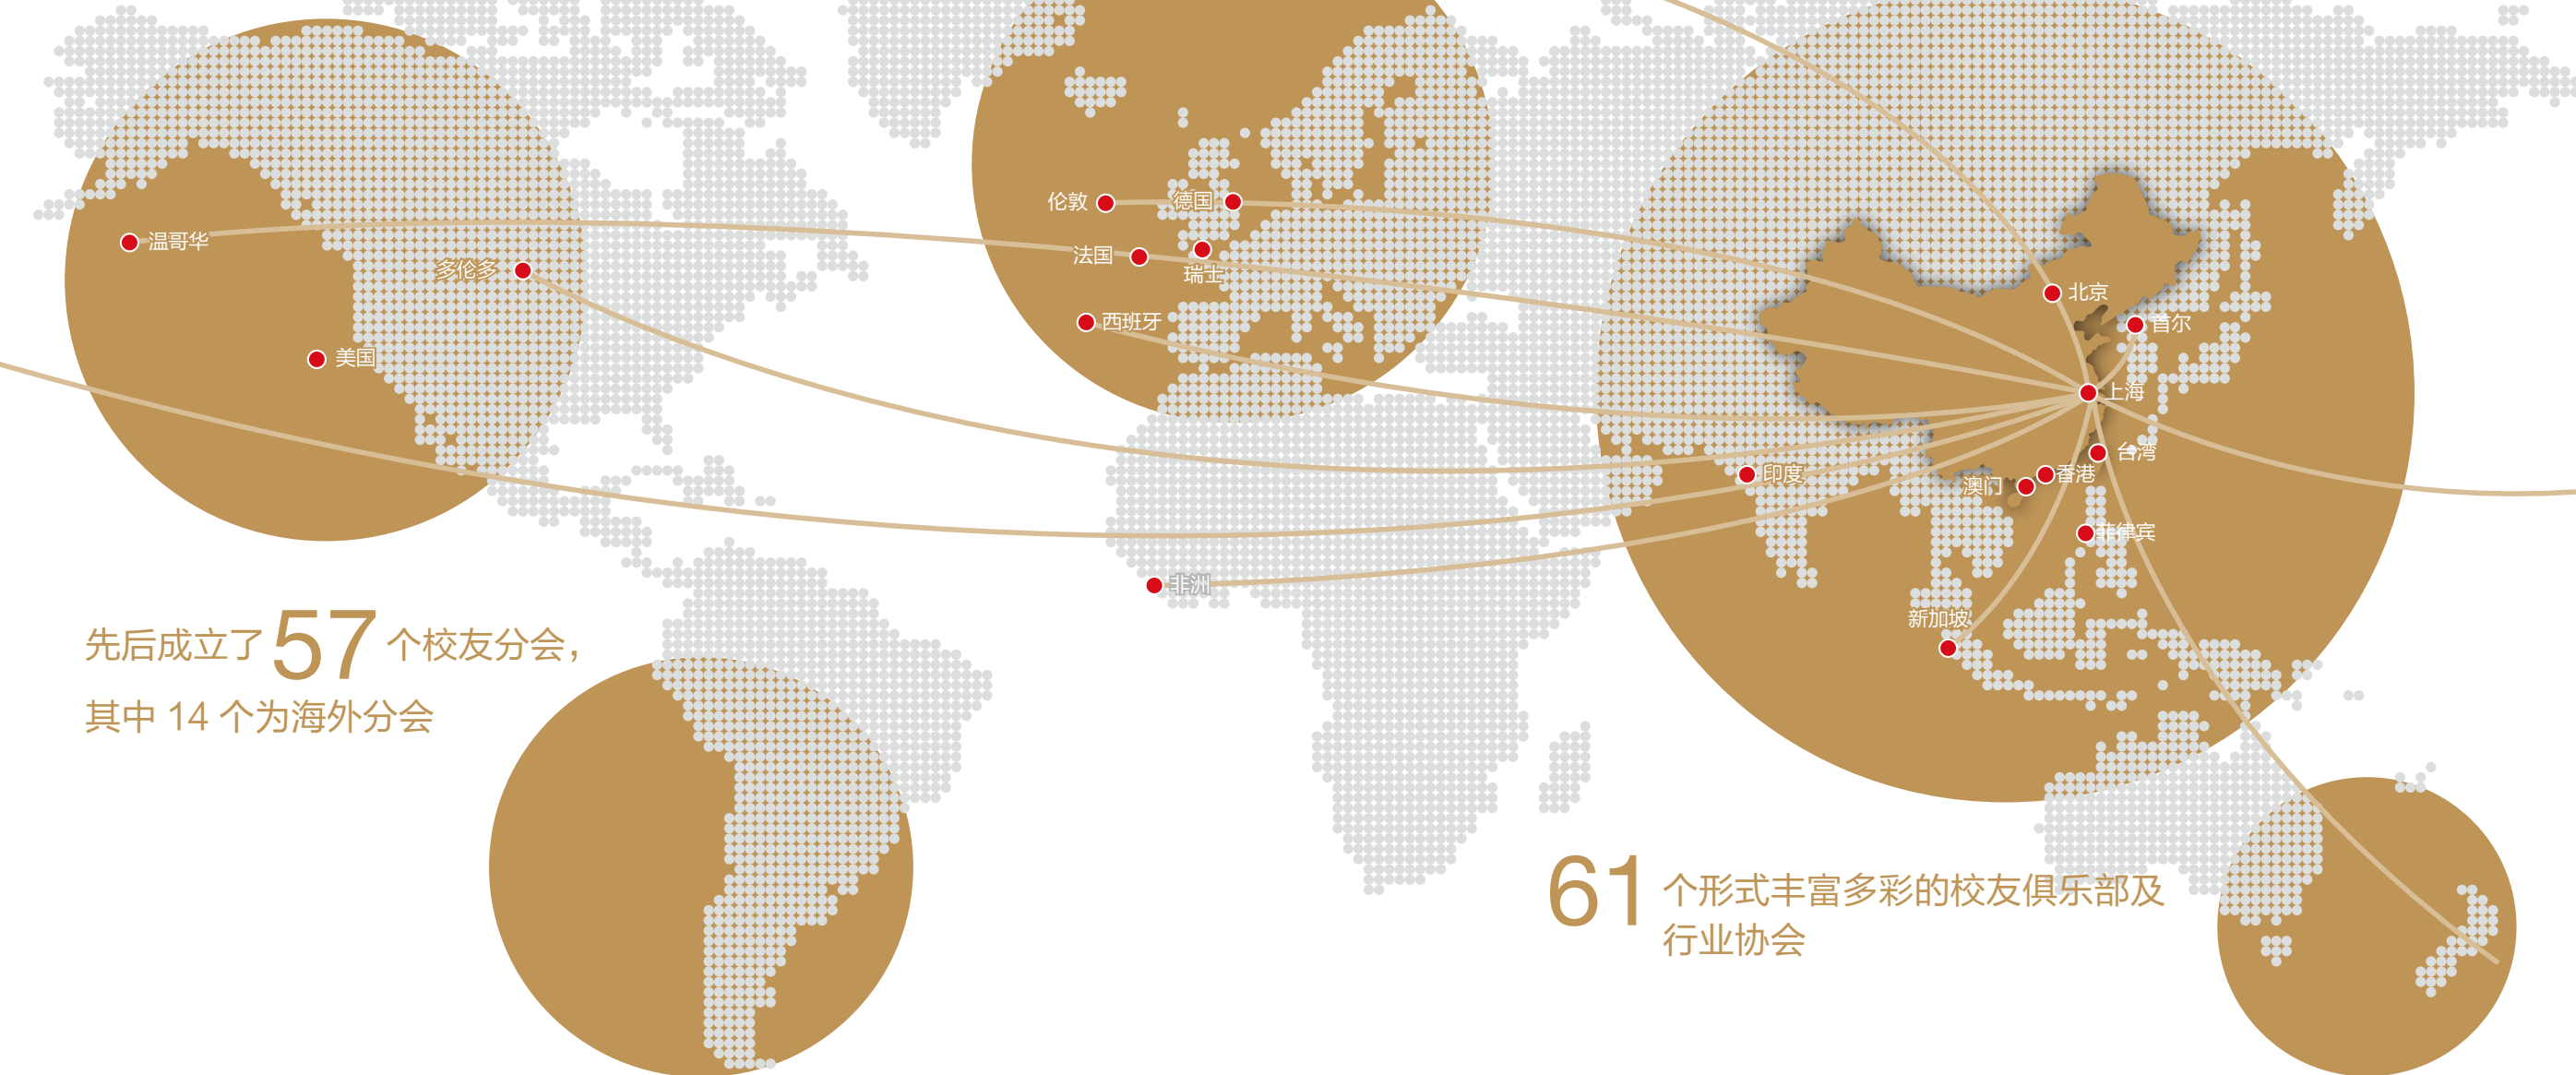 伦敦
德国
温哥华
法国
多伦多
瑞士
北京
西班牙
首尔
美国
上海
台湾
印度
香港
澳门
菲律宾
非洲
新加坡
先后成立了57个校友分会，
其中 14 个为海外分会
61个形式丰富多彩的校友俱乐部及
行业协会